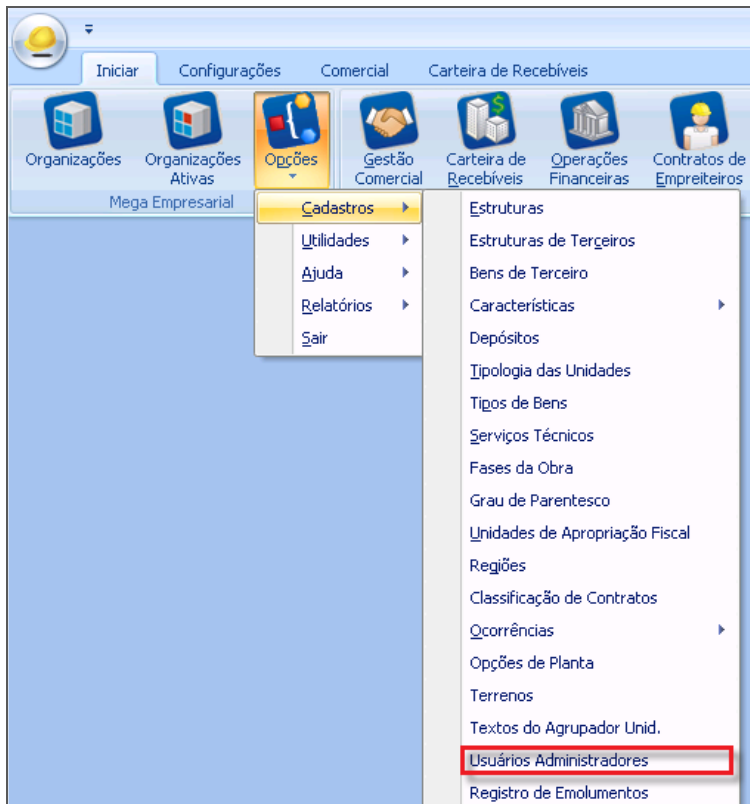 Iniciar Configurações Comercial Carteira de Recebíveis
Organizações Organizações Opções Gestão Carteira de Operações Contratos de
Ativas Comercial Recebíveis Financeiras Empreiteiros
Mega Empresarial
Cadastros
Utilidades
Ajuda
Relatórios
Sair
Estruturas
Estruturas de Terceiros
Bens de Terceiro
Características
Depósitos
Tipologia das Unidades
Tipos de Bens
Serviços Técnicos
Fases da Obra
Grau de Parentesco
Unidades de Apropriação Fiscal
Regiões
Classificação de Contratos
Ocorrências
Opções de Planta
Terrenos
Textos do Agrupador Unid.
Usuários Administradores
Registro de Emolumentos